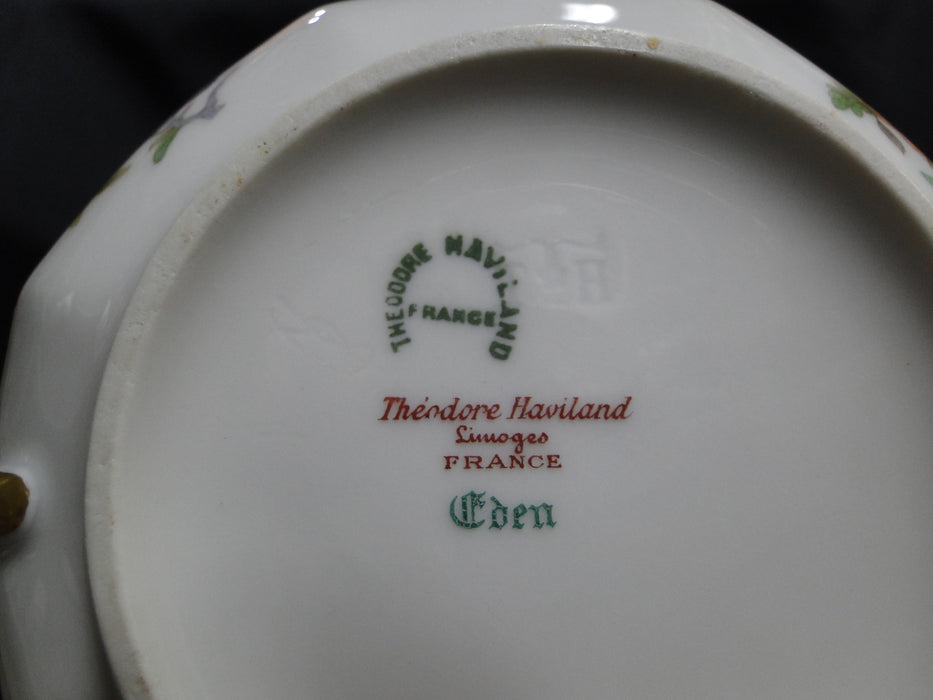 THEODORE HAVILAND
FRANCE
Théodore Haviland
Limoges
FRANCE
Eden